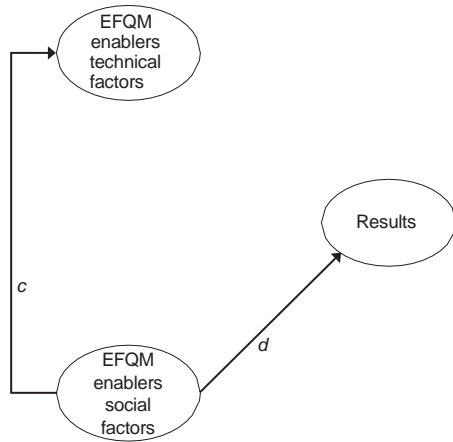 EFQM
enablers
technical
factors
Results
c
d
EFQM
enablers
social
factors